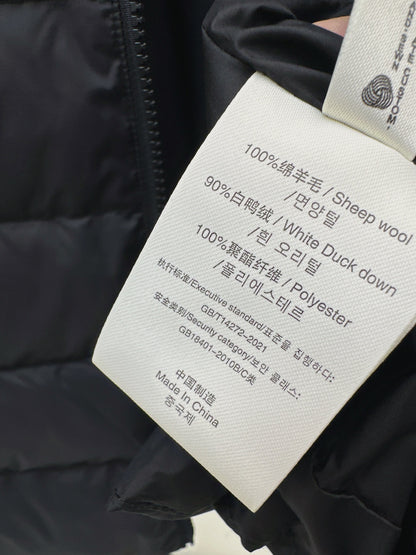 100%绵羊毛/Sheep wool
/면양털
90%白鸭绒/White Duck down
/흰 오리털
100%聚酯纤维/Polyester
/폴리에스테르
执行标准/Executive standard/표준을 집행하다:
GB/T14272-2021
安全类别/Security category/보안 클래스:
GB18401-2010B/C类
中国制造
Made In China
중국제